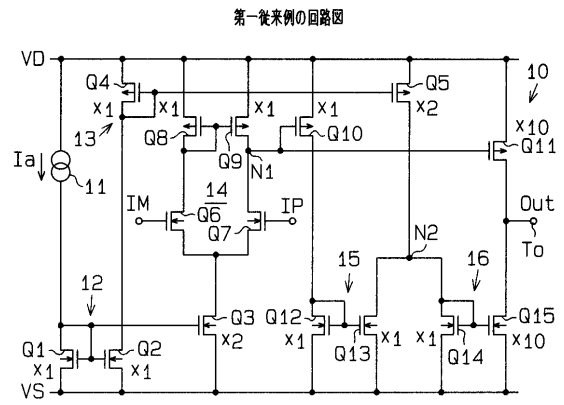 第一従来例の回路図
VD
Q4
Q5
10
X1
X1
X1
X1
X2
X10
13
Q8
Q9
Q10
Q11
Ia
11
N1
IM
14
IP
Out
Q6
Q7
To
N2
12
15
16
Q3
Q12
Q15
Q1
Q2
X2
X1
Q13
X1
X1
Q14
X10
X1
X1
VS